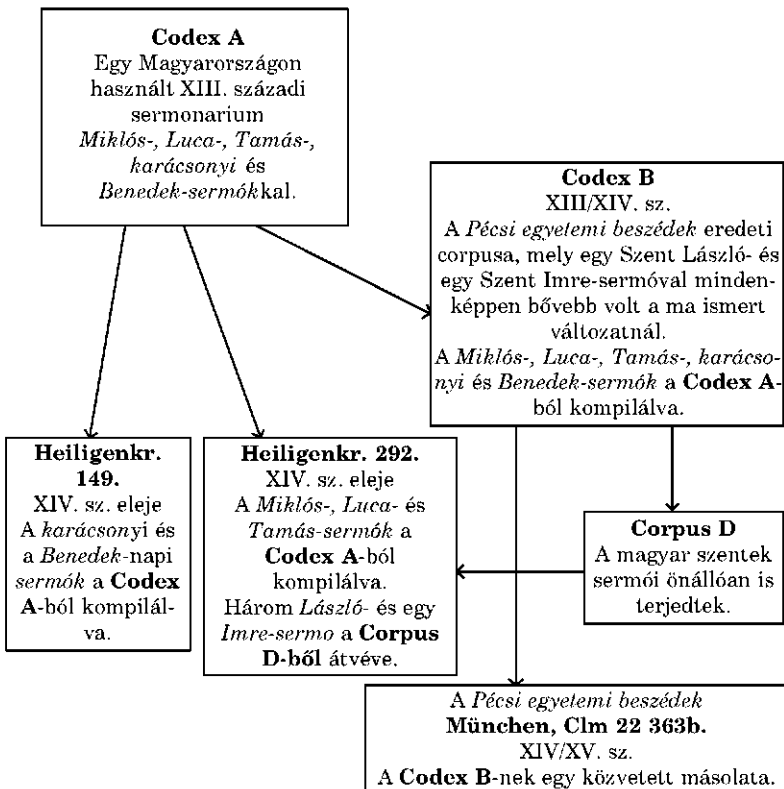 Codex A
Egy Magyarországon
használt XIII. századi
sermonarium
Miklós-, Luca-, Tamás-,
karácsonyi és
Benedek-sermókkal.
Codex B
XIII/XIV. sz.
A Pécsi egyetemi beszédek eredeti
corpusa, mely egy Szent László- és
egy Szent Imre-sermóval minden-
képpen bővebb volt a ma ismert
változatnál.
A Miklós-, Luca-, Tamás-, karácso-
nyi és Benedek-sermók a Codex A-
ból kompilálva.
Heiligenkr.
149.
XIV. sz. eleje
A karácsonyi és
a Benedek-napi
sermók a Codex
A-ból kompilál-
va.
Heiligenkr. 292.
XIV. sz. eleje
A Miklós-, Luca- és
Tamás-sermók a
Codex A-ból
kompilálva.
Három László- és egy
Imre-sermo a Corpus
D-ből átvéve.
Corpus D
A magyar szentek
sermói önállóan is
terjedtek.
A Pécsi egyetemi beszédek
München, Clm 22 363b.
XIV/XV. sz.
A Codex B-nek egy közvetett másolata.